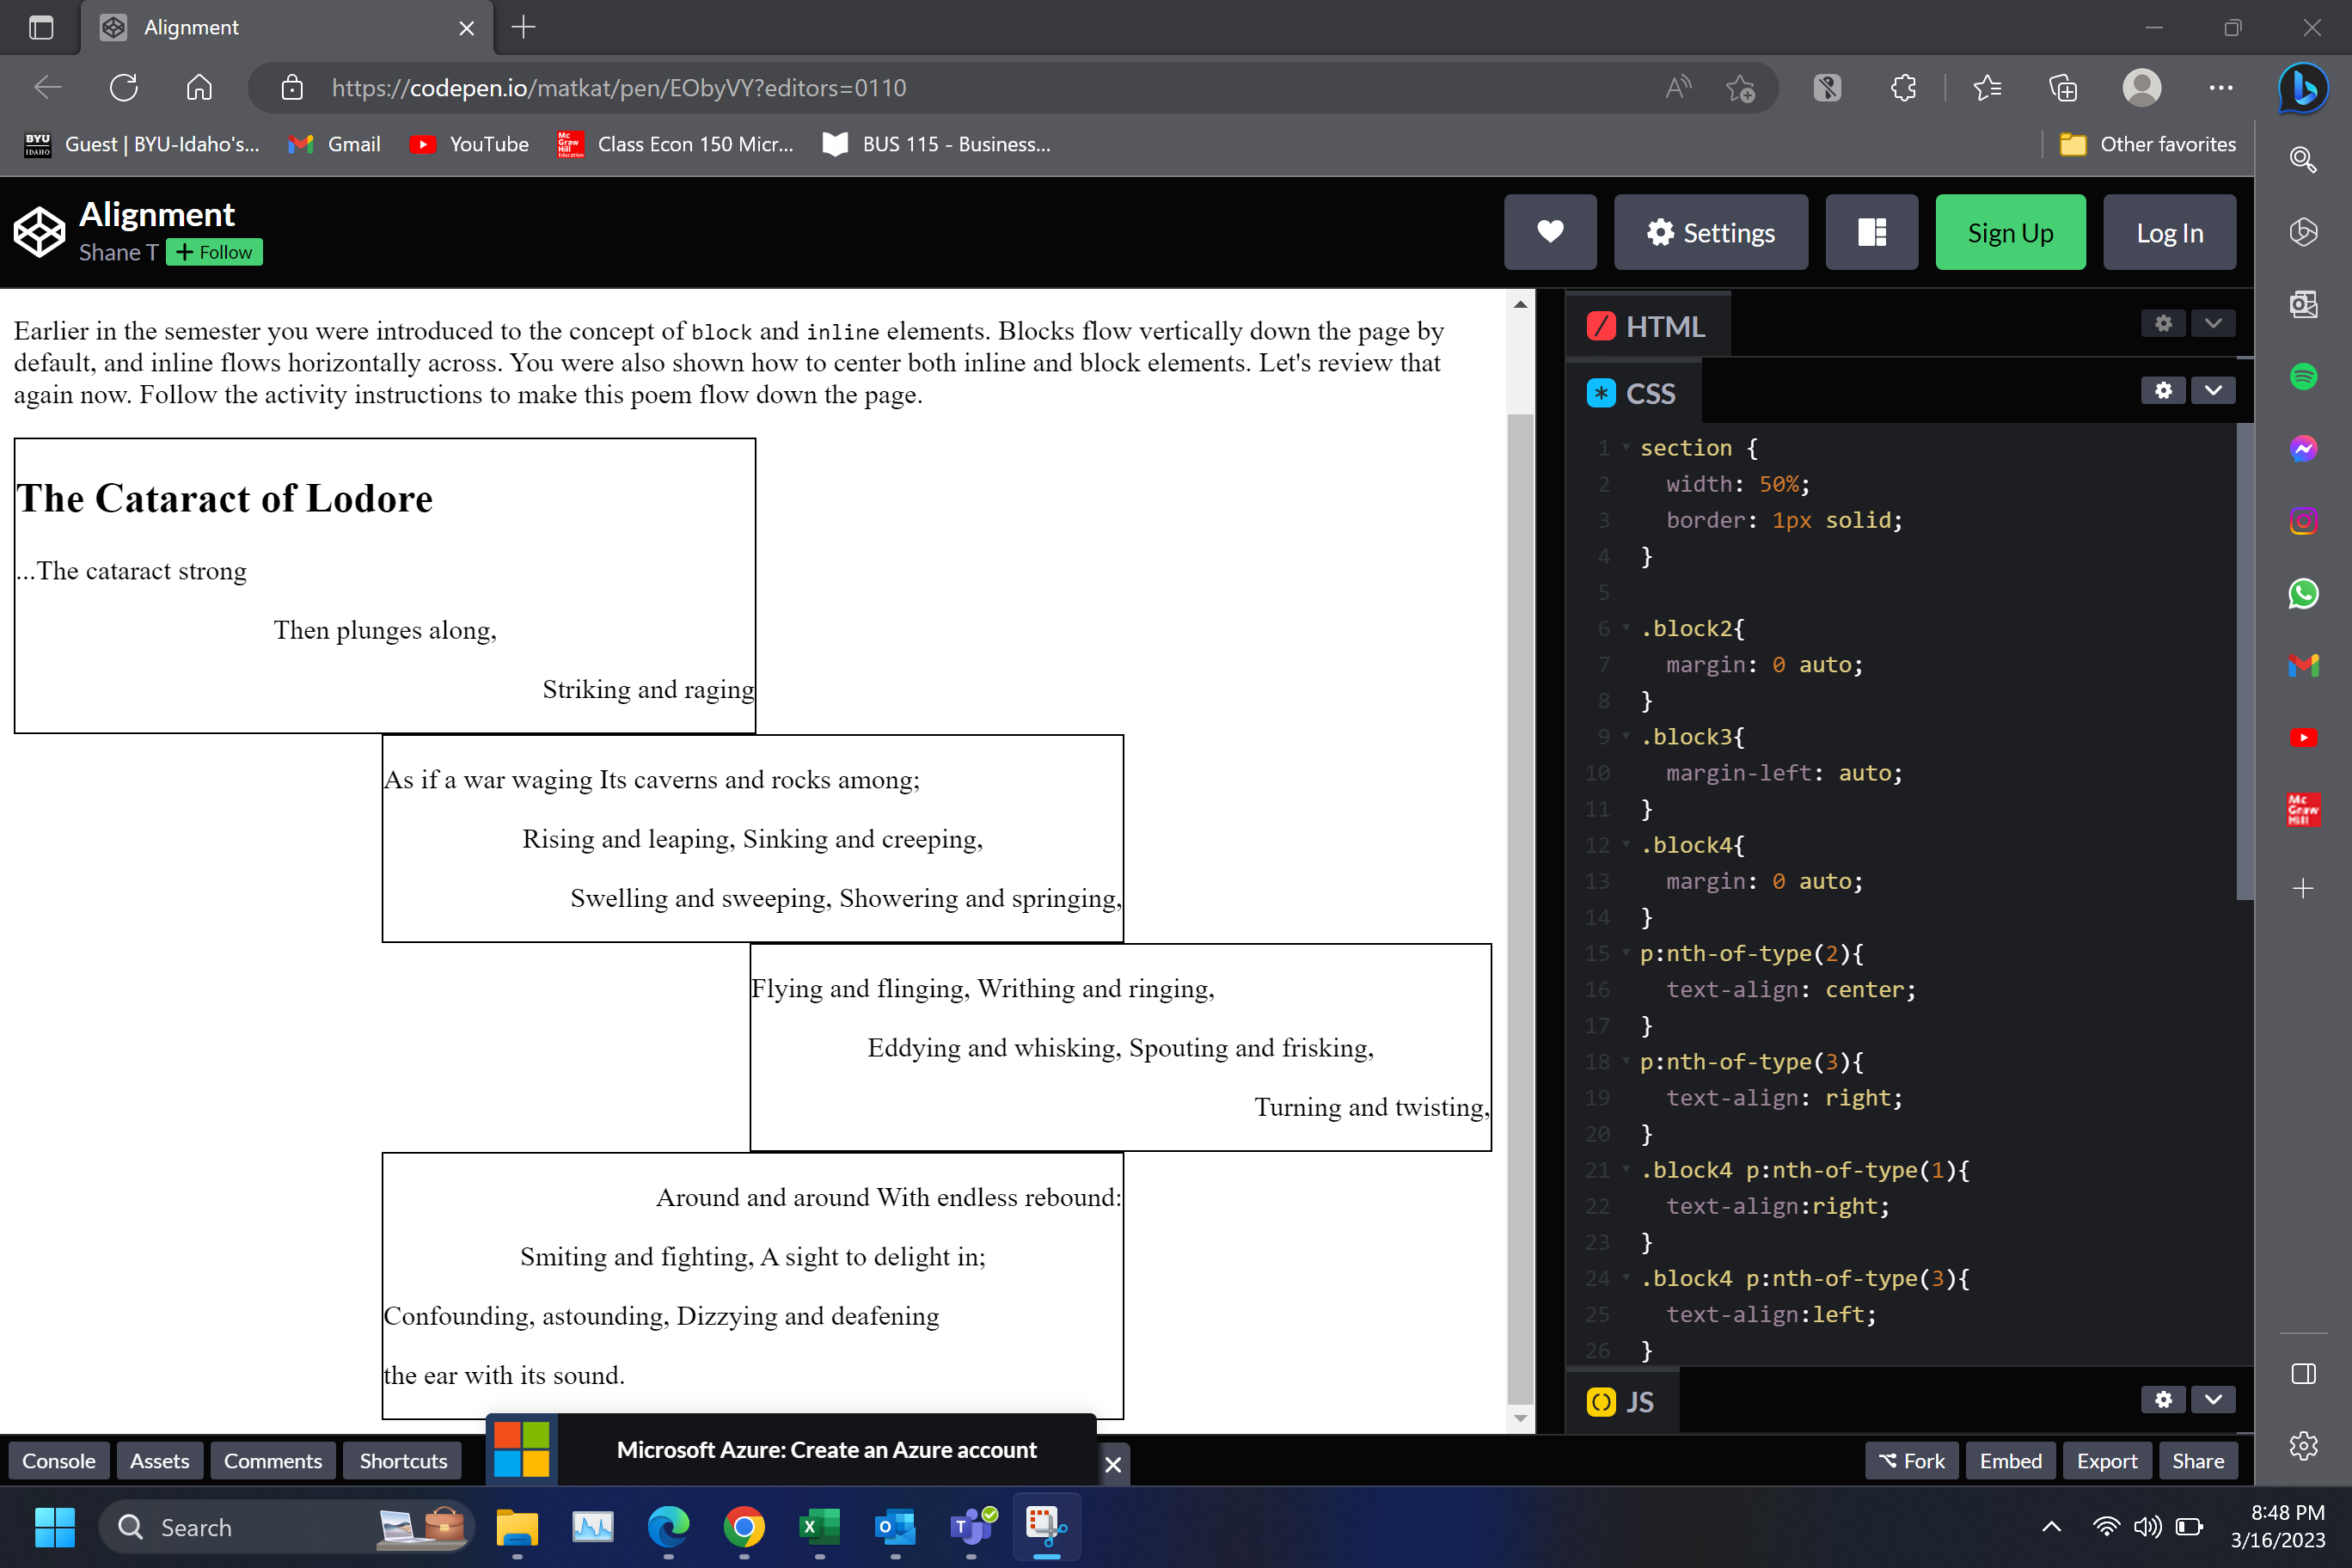 Alignment
https://codepen.io/matkat/pen/EObyVY?editors=0110
BYU IDAHO Guest | BYU-Idaho's... Gmail YouTube Mc Graw Hill Education Class Econ 150 Micr... BUS 115 - Business... Other favorites
Alignment
Shane T + Follow
Settings Sign Up Log In
Earlier in the semester you were introduced to the concept of block and inline elements. Blocks flow vertically down the page by
default, and inline flows horizontally across. You were also shown how to center both inline and block elements. Let's review that
again now. Follow the activity instructions to make this poem flow down the page.
The Cataract of Lodore
...The cataract strong
Then plunges along,
Striking and raging
As if a war waging Its caverns and rocks among;
Rising and leaping, Sinking and creeping,
Swelling and sweeping, Showering and springing,
Flying and flinging, Writhing and ringing,
Eddying and whisking, Spouting and frisking,
Turning and twisting,
Around and around With endless rebound:
Smiting and fighting, A sight to delight in;
Confounding, astounding, Dizzying and deafening
the ear with its sound.
HTML
CSS
1 section {
2 width: 50%;
3 border: 1px solid;
4 }
5
6 .block2{
7 margin: 0 auto;
8 }
9 .block3{
10 margin-left: auto;
11 }
12 .block4{
13 margin: 0 auto;
14 }
15 p:nth-of-type(2){
16 text-align: center;
17 }
18 p:nth-of-type(3){
19 text-align: right;
20 }
21 .block4 p:nth-of-type(1){
22 text-align:right;
23 }
24 .block4 p:nth-of-type(3){
25 text-align:left;
26 }
JS
Mc Graw Hill
Console Assets Comments Shortcuts Microsoft Azure: Create an Azure account Fork Embed Export Share
Search
8:48 PM
3/16/2023